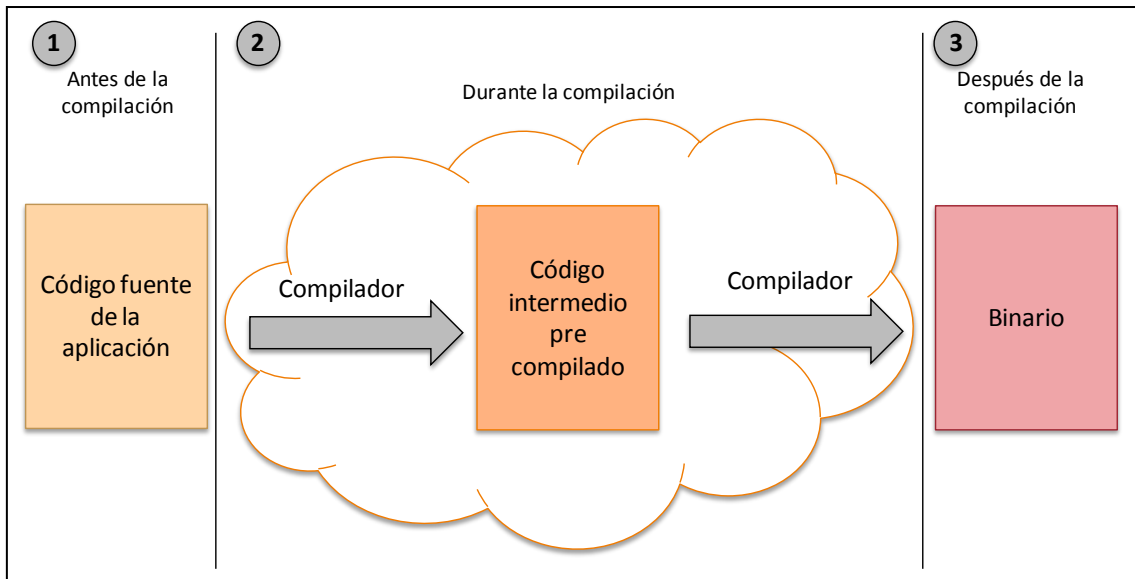 1
Antes de la
compilación
2
Durante la compilación
3
Después de la
compilación
Código fuente
de la
aplicación
Compilador
Código
intermedio
pre
compilado
Compilador
Binario